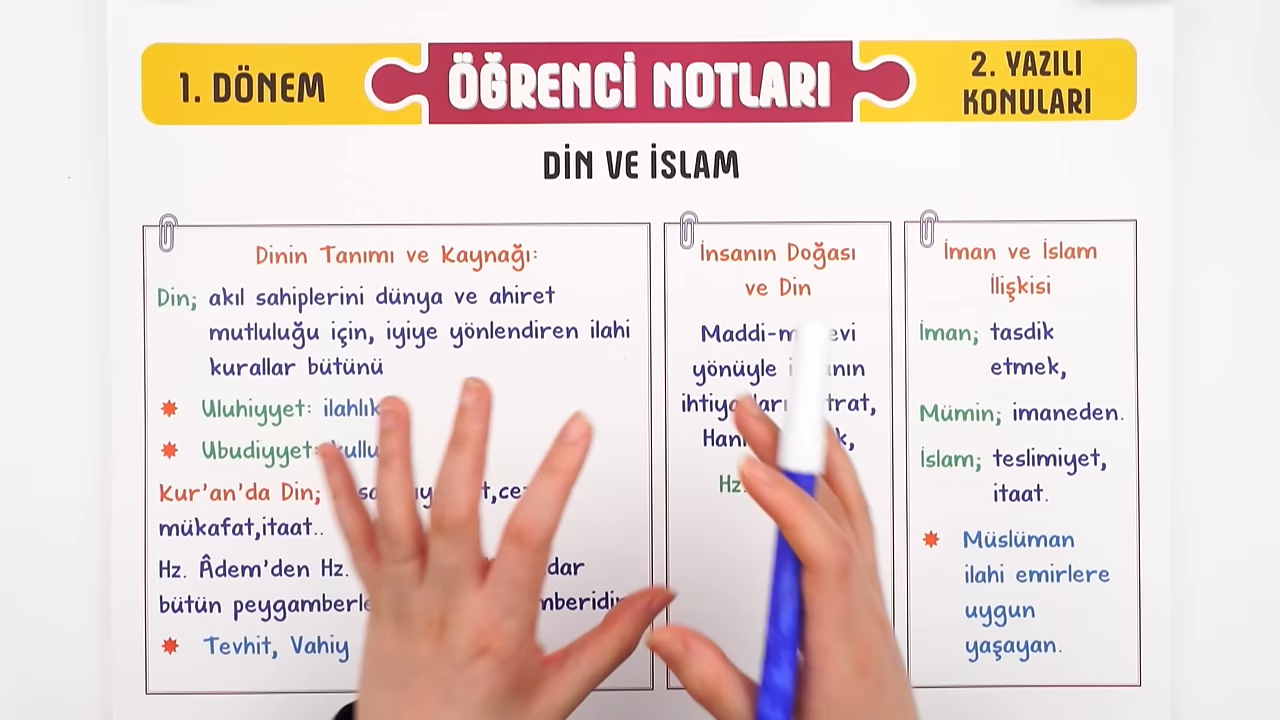 1. DÖNEM
ÖĞRENCİ NOTLARI
2. YAZILI
KONULARI
DİN VE İSLAM
Dinin Tanımı ve Kaynağı:
Din; akıl sahiplerini dünya ve ahiret
mutluluğu için, iyiye yönlendiren ilahi
kurallar bütünü
Uluhiyyet: ilahlık
Ubudiyyet:
Kur'an'da Din;
mükafat,itaat..
Hz. Âdem'den Hz.
bütün
Tevhit, Vahiy
İnsanın Doğası
ve Din
Maddi-
yönüyle
Hz.
İman ve İslam
İlişkisi
İman; tasdik
etmek,
Mümin; imaneden.
İslam; teslimiyet,
itaat.
Müslüman
ilahi emirlere
uygun
yaşayan.